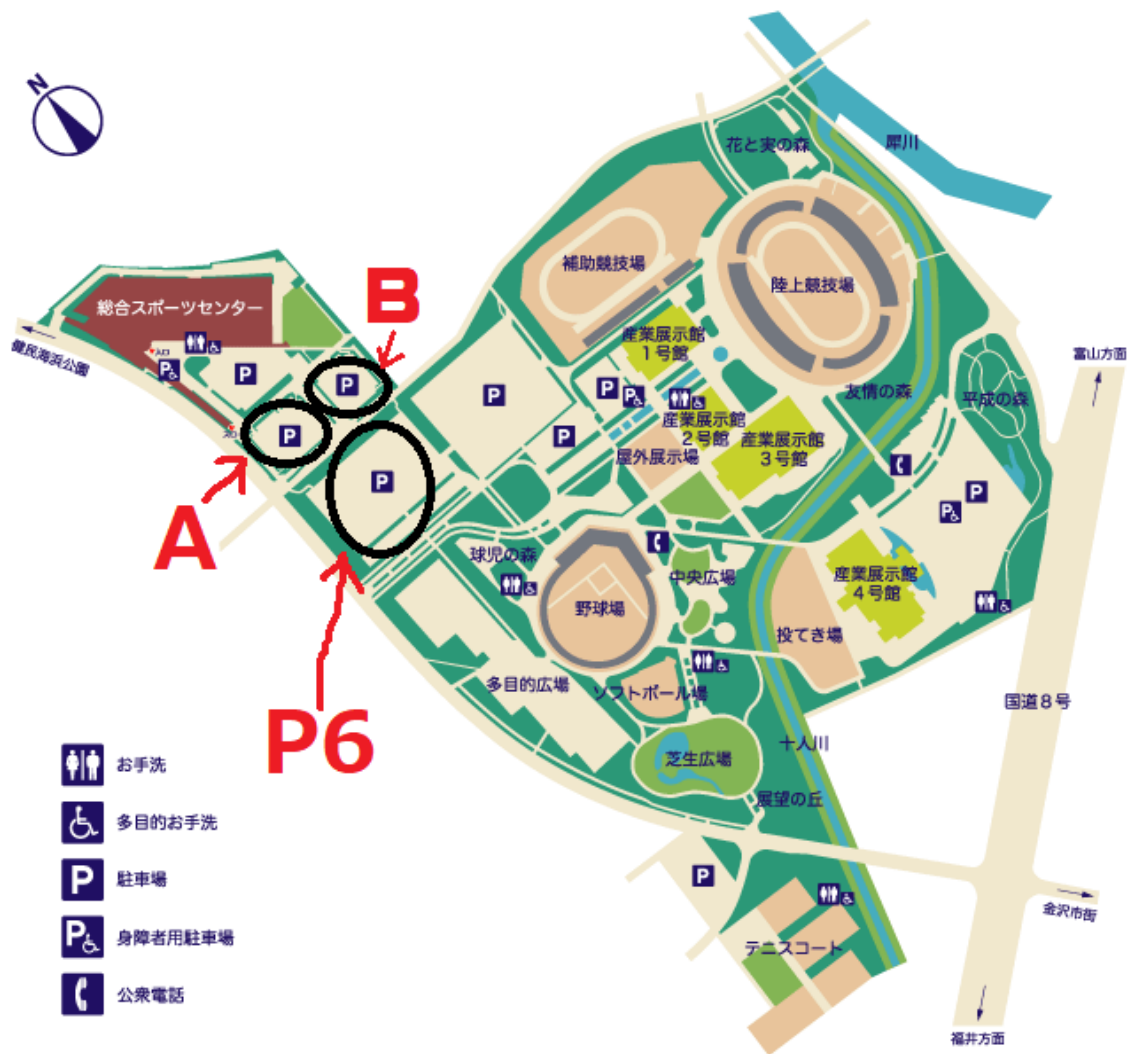 N
花と実の森
犀川
補助競技場
陸上競技場
総合スポーツセンター
B
健民海浜公園
入口
産業展示館
1号館
富山方面
友情の森
平成の森
産業展示館
2号館
産業展示館
3号館
屋外展示場
入口
A
球児の森
中央広場
産業展示館
4号館
野球場
投てき場
多目的広場
ソフトボール場
国道8号
P6
十人川
芝生広場
展望の丘
お手洗
多目的お手洗
P 駐車場
P 身障者用駐車場
公衆電話
金沢市街
テニスコート
福井方面